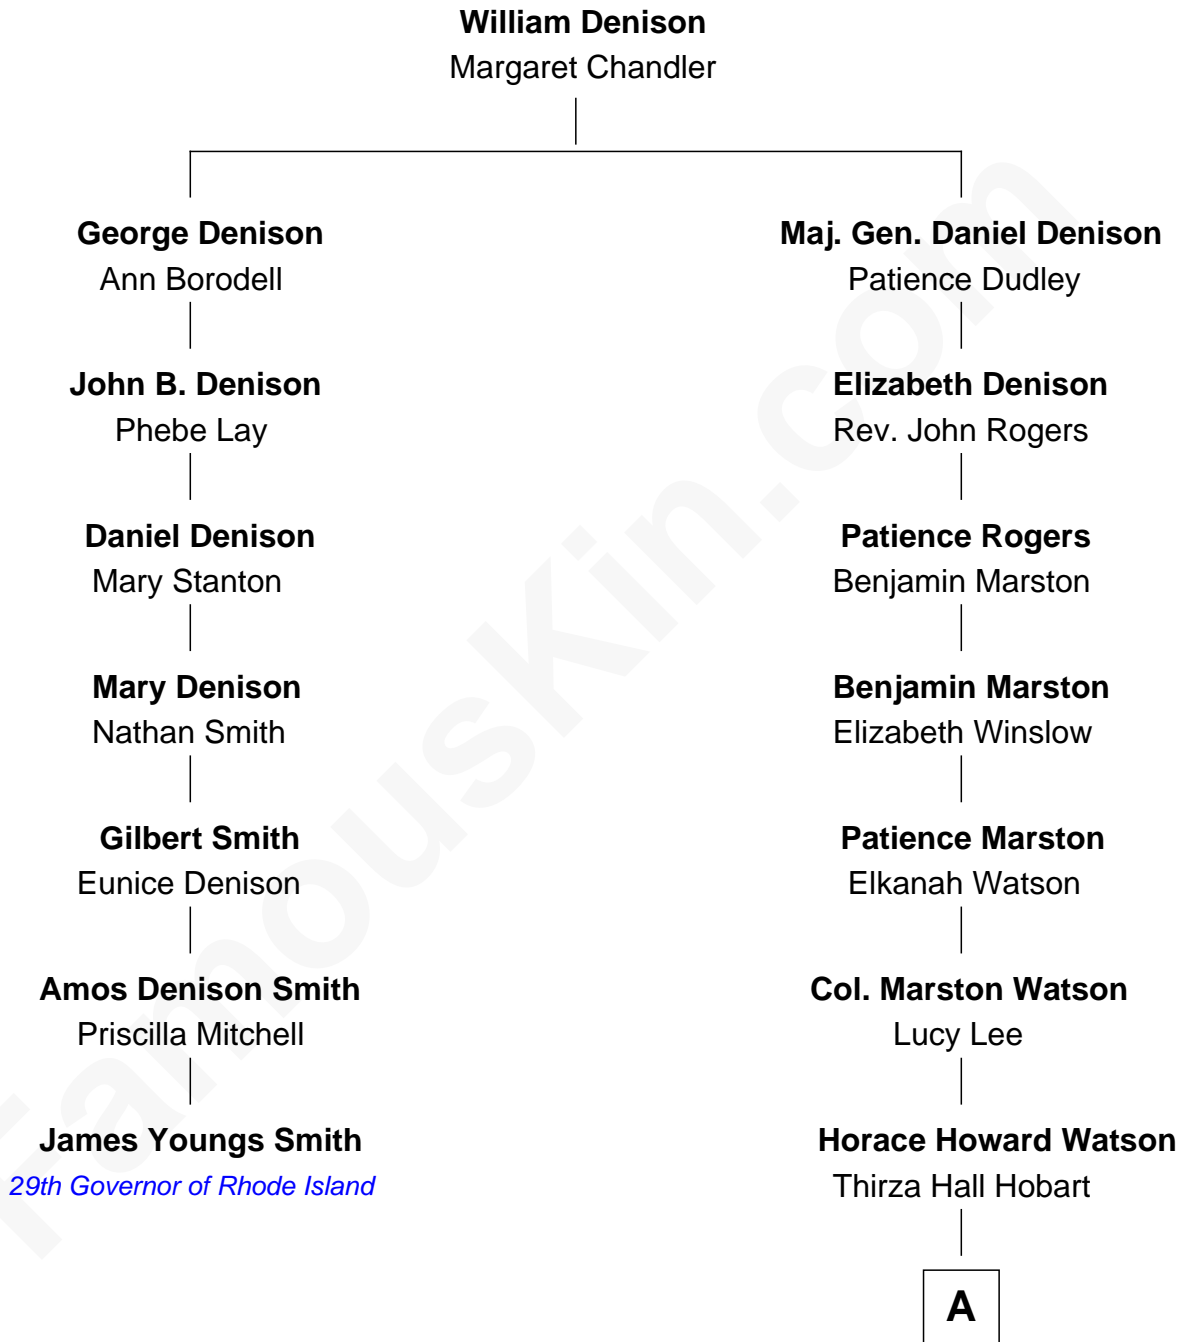 William Denison
Margaret Chandler
George Denison
Ann Borodell
Maj. Gen. Daniel Denison
Patience Dudley
John B. Denison
Phebe Lay
Elizabeth Denison
Rev. John Rogers
Daniel Denison
Mary Stanton
Patience Rogers
Benjamin Marston
Mary Denison
Nathan Smith
Benjamin Marston
Elizabeth Winslow
Gilbert Smith
Eunice Denison
Patience Marston
Elkanah Watson
Amos Denison Smith
Priscilla Mitchell
Col. Marston Watson
Lucy Lee
James Youngs Smith
29th Governor of Rhode Island
Horace Howard Watson
Thirza Hall Hobart
A
FamousKin.com